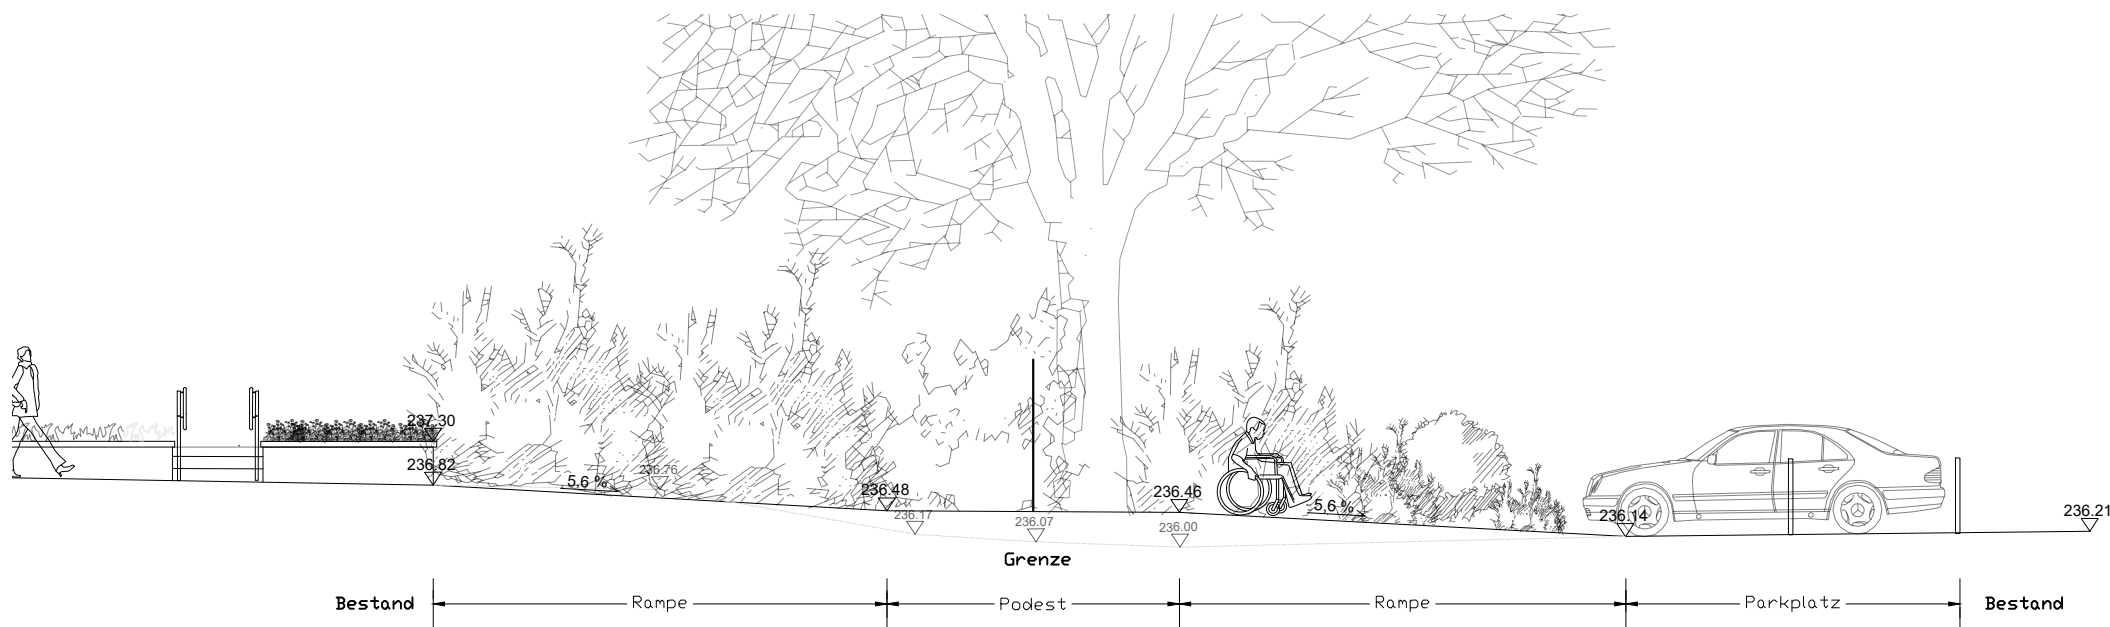 237.30
236.82
236.76
5,6 %
236.48
236.46
236.17
236.07
236.00
5,6 %
236.14
236.21
Grenze
Bestand
Rampe
Podest
Rampe
Parkplatz
Bestand